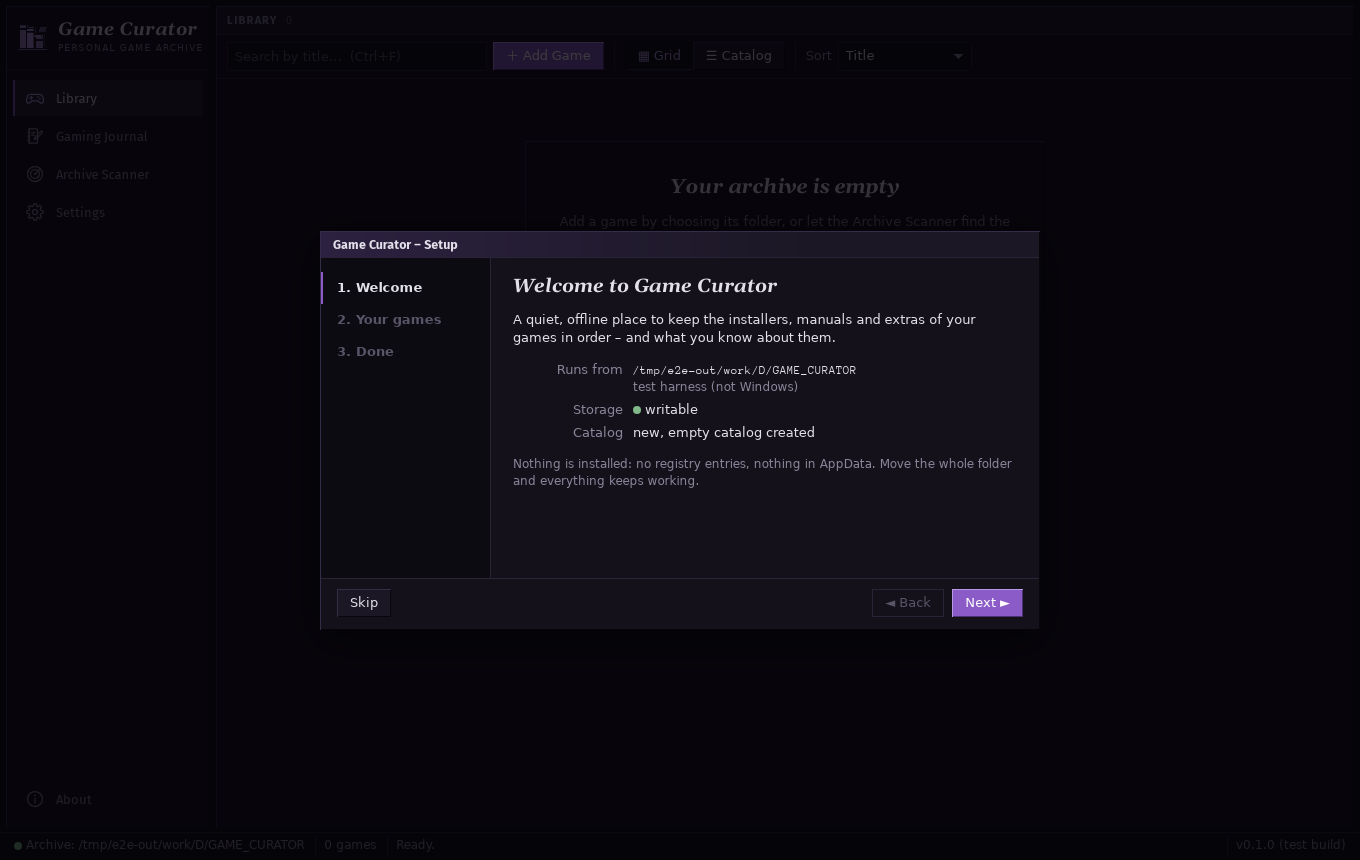 Game Curator
PERSONAL GAME ARCHIVE
Library
Gaming Journal
Archive Scanner
Settings
About
LIBRARY 0
Search by title... (Ctrl+F)
+ Add Game
▦ Grid
☰ Catalog
Sort
Title
Your archive is empty
Add a game by choosing its folder, or let the Archive Scanner find the
Game Curator – Setup
1. Welcome
2. Your games
3. Done
Welcome to Game Curator
A quiet, offline place to keep the installers, manuals and extras of your
games in order – and what you know about them.
Runs from /tmp/e2e-out/work/D/GAME_CURATOR
test harness (not Windows)
Storage writable
Catalog new, empty catalog created
Nothing is installed: no registry entries, nothing in AppData. Move the whole folder
and everything keeps working.
Skip
◄ Back
Next ►
Archive: /tmp/e2e-out/work/D/GAME_CURATOR
0 games
Ready.
v0.1.0 (test build)